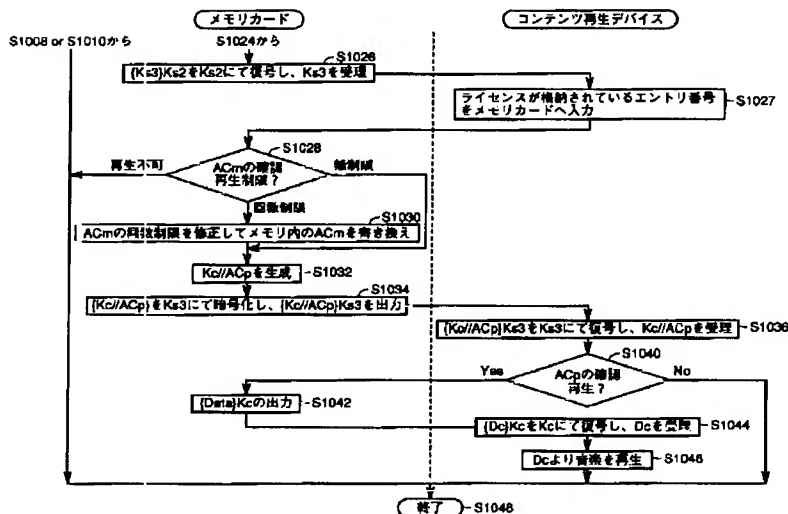 メモリカード
コンテンツ再生デバイス
S1008 or S1010から
S1024から
S1026
{Ks3}Ks2をKs2にて復号し、Ks3を受理
ライセンスが格納されているエントリ番号
をメモリカードへ入力
S1027
S1028
再生不可
ACmの確認
再生制限?
無制限
回数制限
S1030
ACmの回数制限を修正してメモリ内のACmを書き換え
Kc//ACpを生成
S1032
S1034
{Kc//ACp}をKs3にて暗号化し、{Kc//ACp}Ks3を出力
{Kc//ACp}Ks3をKs3にて復号し、Kc//ACpを受理
S1036
S1040
Yes
ACpの確認
再生?
No
{Data}Kcの出力
S1042
{Dc}KcをKcにて復号し、Dcを受理
S1044
Dcより音楽を再生
S1046
終了
S1048